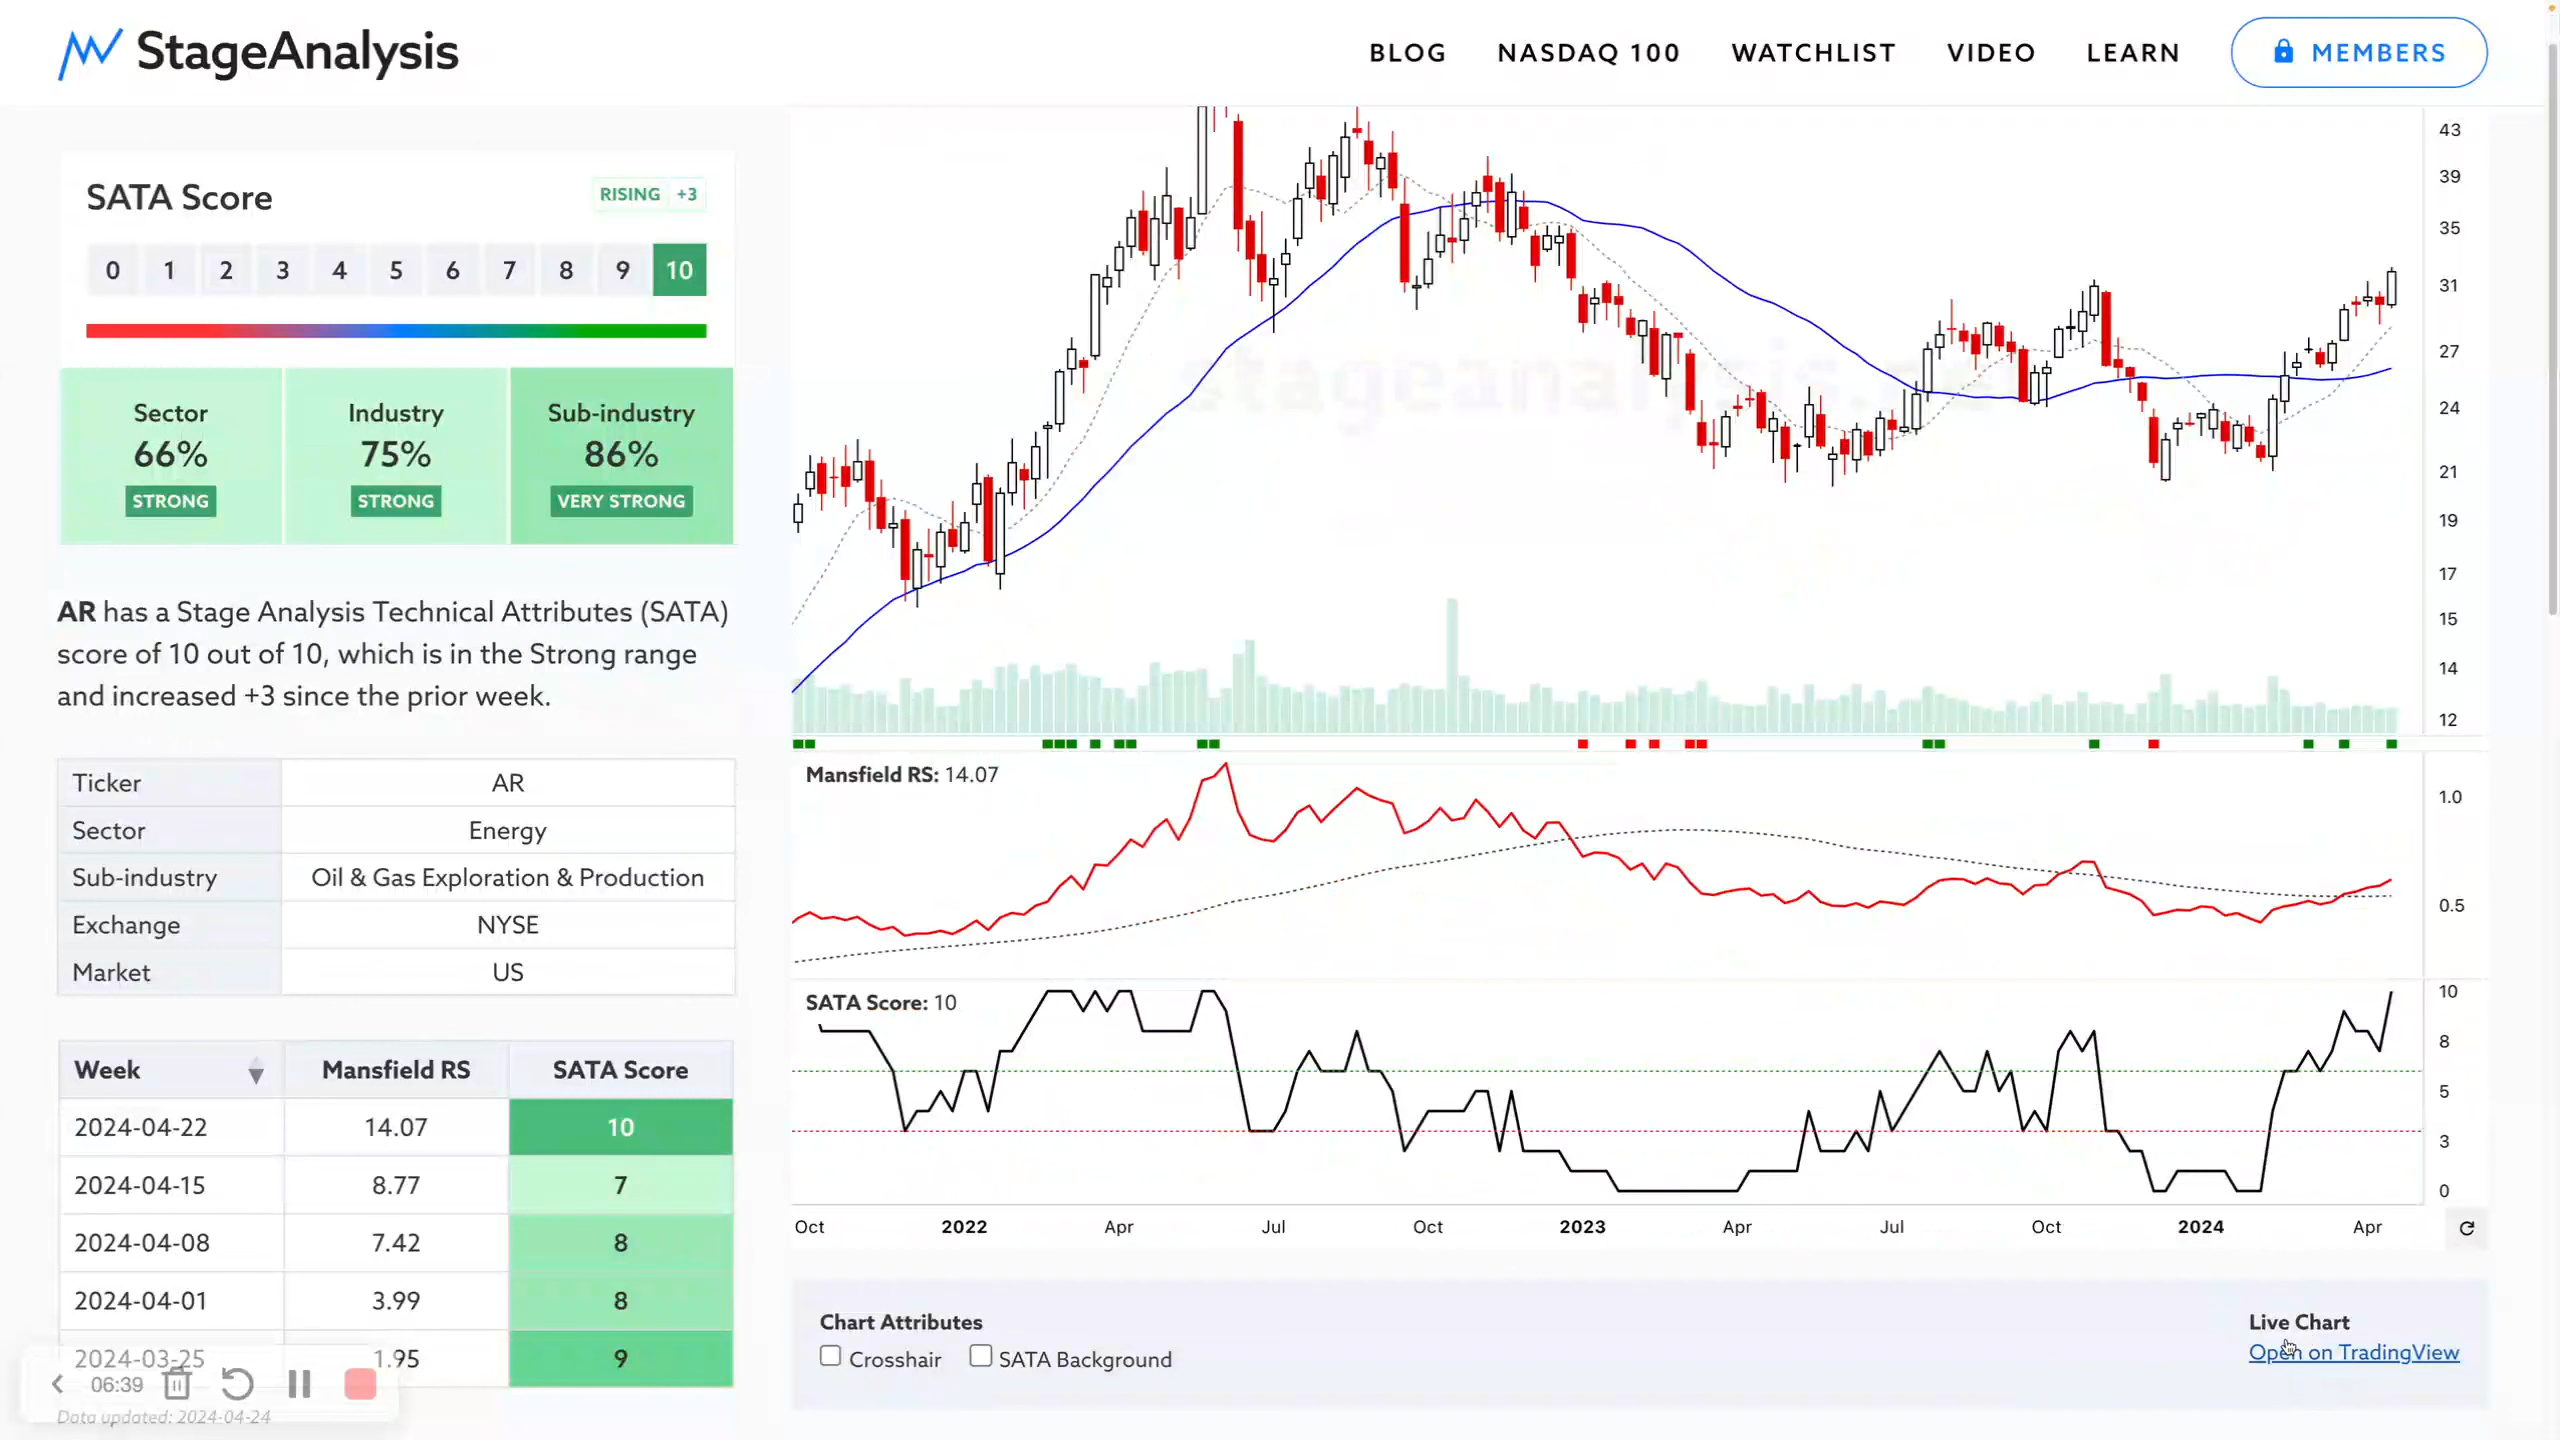 StageAnalysis
BLOG NASDAQ 100 WATCHLIST VIDEO LEARN MEMBERS
SATA Score
RISING +3
0 1 2 3 4 5 6 7 8 9 10
Sector Industry Sub-industry
66% 75% 86%
STRONG STRONG VERY STRONG
AR has a Stage Analysis Technical Attributes (SATA)
score of 10 out of 10, which is in the Strong range
and increased +3 since the prior week.
Ticker AR
Sector Energy
Sub-industry Oil & Gas Exploration & Production
Exchange NYSE
Market US
Week Mansfield RS SATA Score
2024-04-22 14.07 10
2024-04-15 8.77 7
2024-04-08 7.42 8
2024-04-01 3.99 8
2024-03-25 1.95 9
06:39
Data updated: 2024-04-24
43
39
35
31
27
24
21
19
17
15
14
12
stageanalysis.net
Mansfield RS: 14.07
1.0
0.5
SATA Score: 10
10
8
5
3
0
Oct 2022 Apr Jul Oct 2023 Apr Jul Oct 2024 Apr
Chart Attributes
Crosshair SATA Background
Live Chart
Open on TradingView